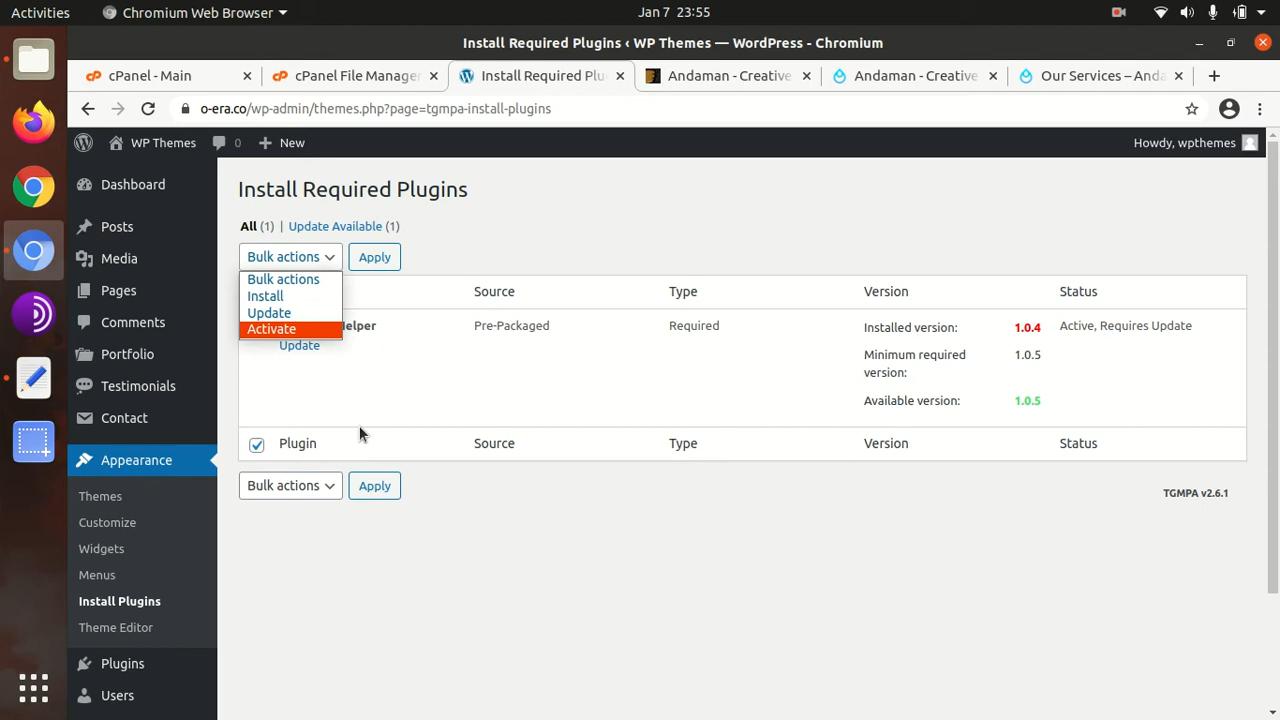 Activities
Chromium Web Browser
Jan 7 23:55
Install Required Plugins ‹ WP Themes — WordPress - Chromium
cPanel - Main
cPanel File Manager
Install Required Plu
Andaman - Creative
Andaman - Creative
Our Services – Anda
o-era.co/wp-admin/themes.php?page=tgmpa-install-plugins
WP Themes
0
New
Howdy, wpthemes
Dashboard
Posts
Media
Pages
Comments
Portfolio
Testimonials
Contact
Appearance
Themes
Customize
Widgets
Menus
Install Plugins
Theme Editor
Plugins
Users
Install Required Plugins
All (1) | Update Available (1)
Bulk actions
Apply
Bulk actions
Install
Update
Activate
Source
Type
Version
Status
Update
Pre-Packaged
Required
Installed version: 1.0.4
Minimum required
version: 1.0.5
Available version: 1.0.5
Active, Requires Update
Plugin
Source
Type
Version
Status
Bulk actions
Apply
TGMPA v2.6.1